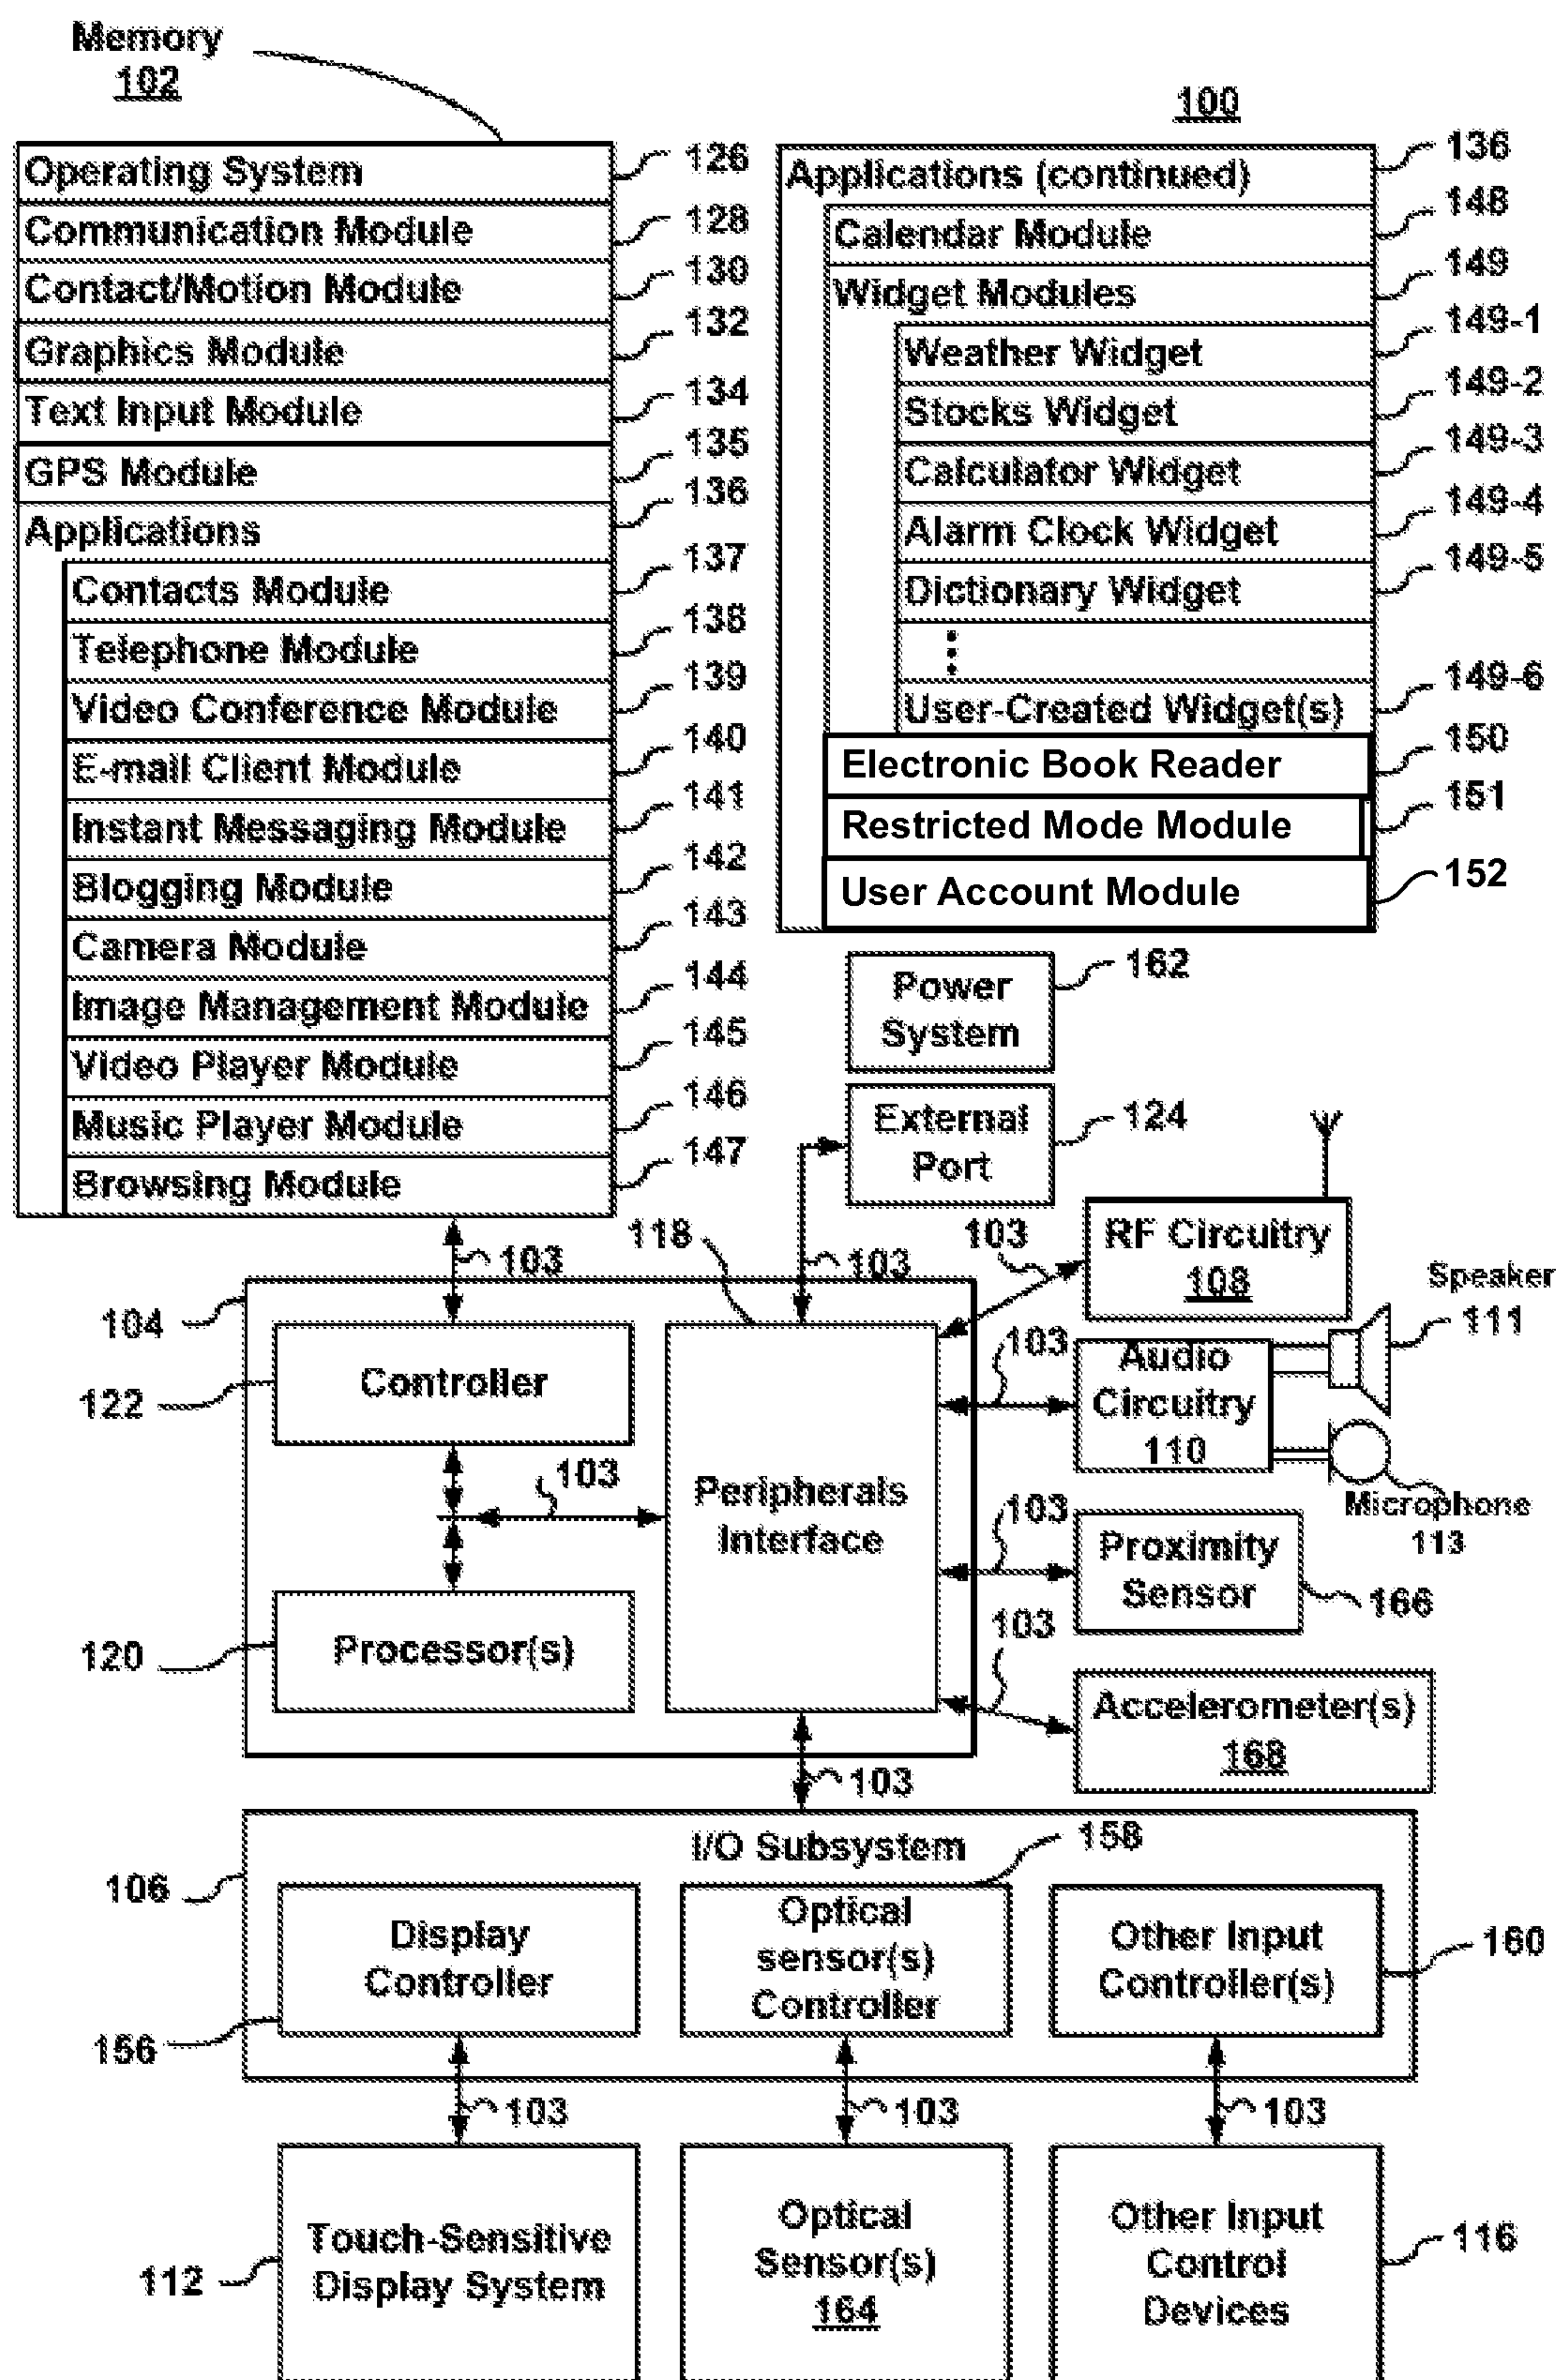 Memory
102
Operating System
126
Communication Module
128
Contact/Motion Module
130
Graphics Module
132
Text Input Module
134
GPS Module
135
Applications
136
Contacts Module
137
Telephone Module
138
Video Conference Module
139
E-mail Client Module
140
Instant Messaging Module
141
Blogging Module
142
Camera Module
143
Image Management Module
144
Video Player Module
145
Music Player Module
146
Browsing Module
147
100
Applications (continued)
136
Calendar Module
148
Widget Modules
149
Weather Widget
149-1
Stocks Widget
149-2
Calculator Widget
149-3
Alarm Clock Widget
149-4
Dictionary Widget
149-5
User-Created Widget(s)
149-6
Electronic Book Reader
150
Restricted Mode Module
151
User Account Module
152
Power
System
162
External
Port
124
103
118
103
103
RF Circuitry
108
Speaker
111
104
Controller
122
103
Audio
Circuitry
110
Microphone
113
103
Peripherals
Interface
103
Proximity
Sensor
166
Processor(s)
120
103
Accelerometer(s)
168
103
I/O Subsystem
106
158
Display
Controller
156
Optical
sensor(s)
Controller
Other Input
Controller(s)
160
103
103
103
Touch-Sensitive
Display System
112
Optical
Sensor(s)
164
Other Input
Control
Devices
116